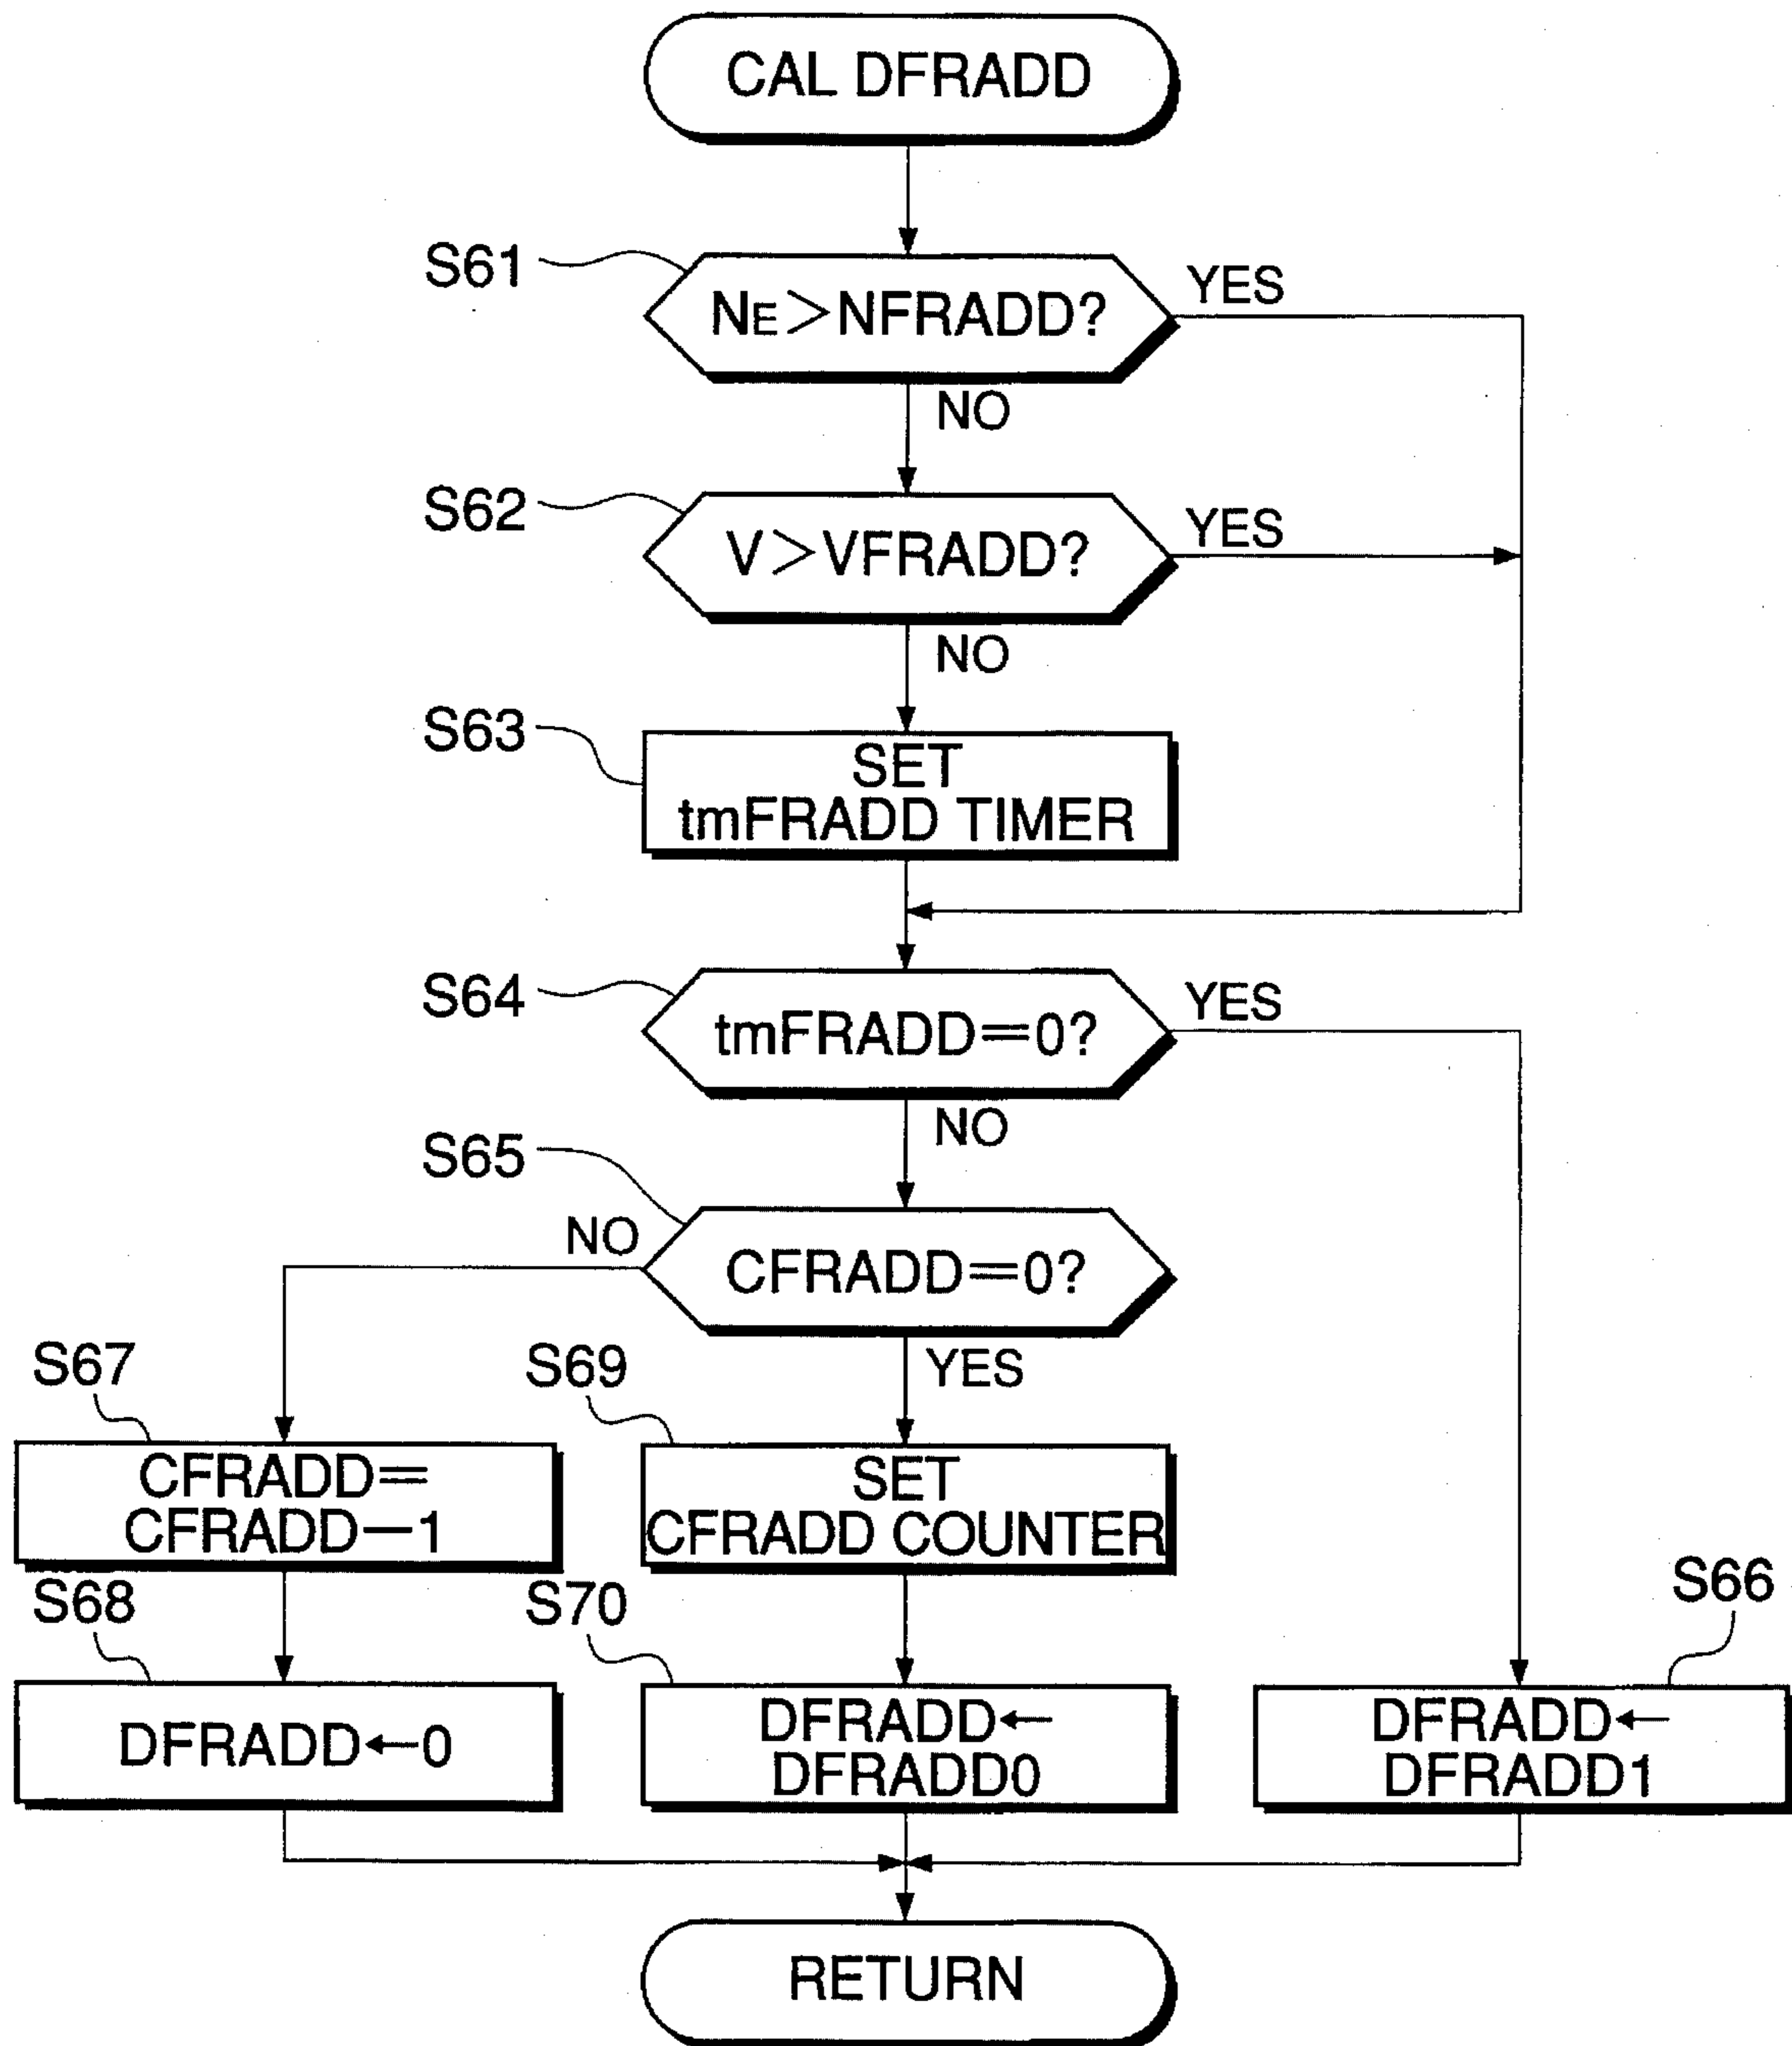 CAL DFRADD
S61
NE>NFRADD?
YES
NO
S62
V>VFRADD?
YES
NO
S63
SET
tmFRADD TIMER
S64
tmFRADD=0?
YES
NO
S65
NO
CFRADD=0?
YES
S67
CFRADD=
CFRADD-1
S69
SET
CFRADD COUNTER
S68
DFRADD←0
S70
DFRADD←
DFRADD0
S66
DFRADD←
DFRADD1
RETURN